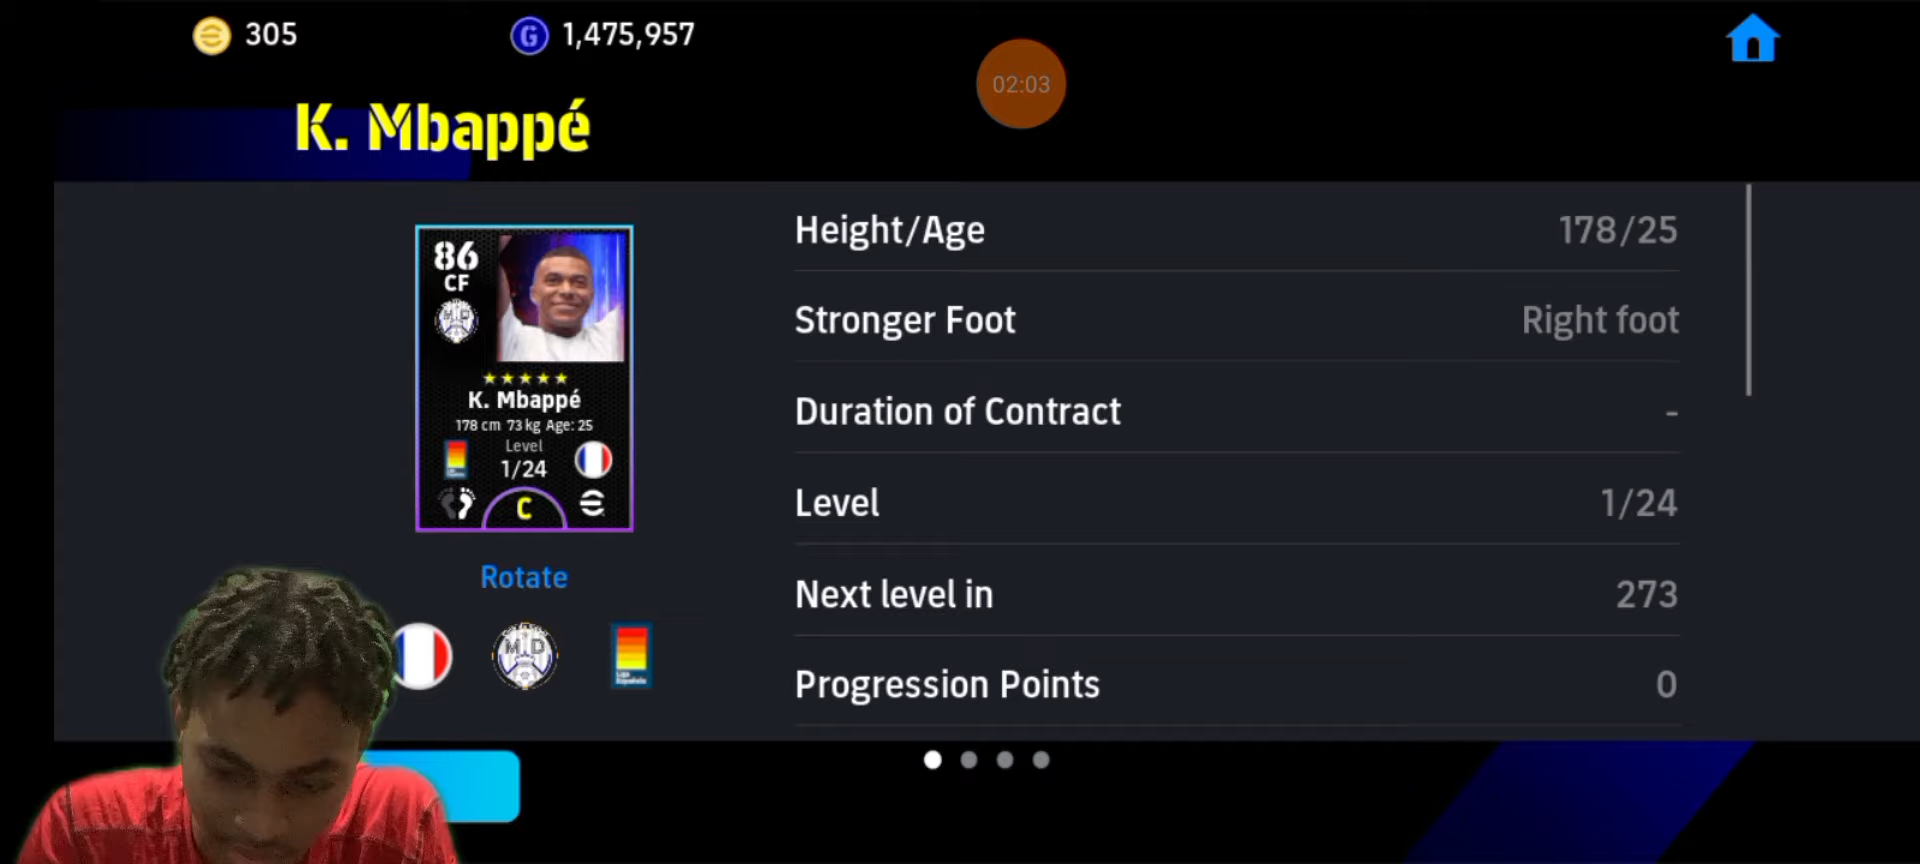 305
1,475,957
02:03
K. Mbappé
86
CF
K. Mbappé
178 cm 73 kg Age: 25
Level
1/24
C
Rotate
M D
Height/Age 178/25
Stronger Foot Right foot
Duration of Contract -
Level 1/24
Next level in 273
Progression Points 0